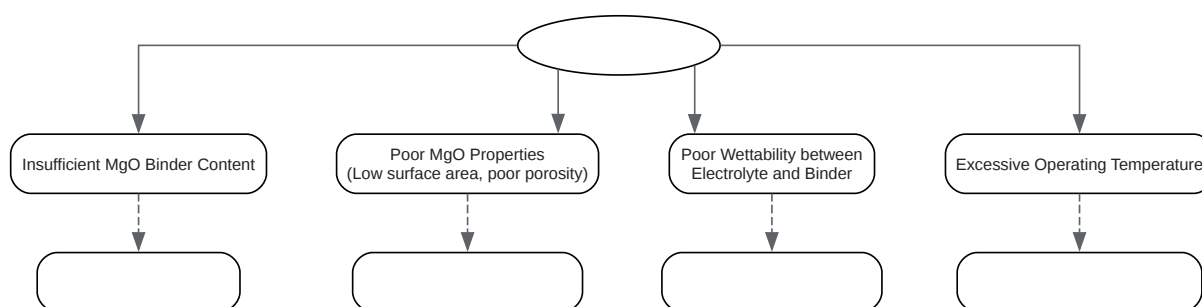 Insufficient MgO Binder Content
Poor MgO Properties
(Low surface area, poor porosity)
Poor Wettability between
Electrolyte and Binder
Excessive Operating Temperature